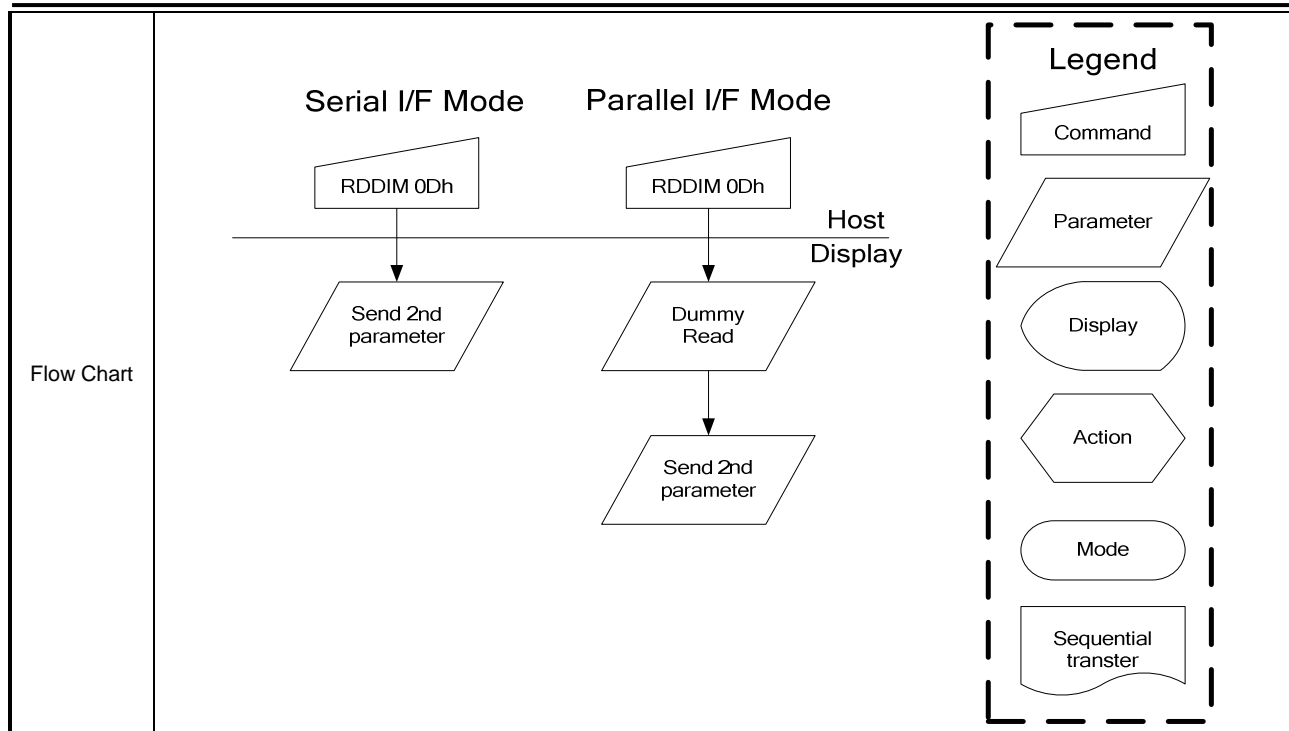 Flow Chart
Serial I/F Mode
Parallel I/F Mode
RDDIM 0Dh
RDDIM 0Dh
Host
Display
Send 2nd
parameter
Dummy
Read
Send 2nd
parameter
Legend
Command
Parameter
Display
Action
Mode
Sequential
transter